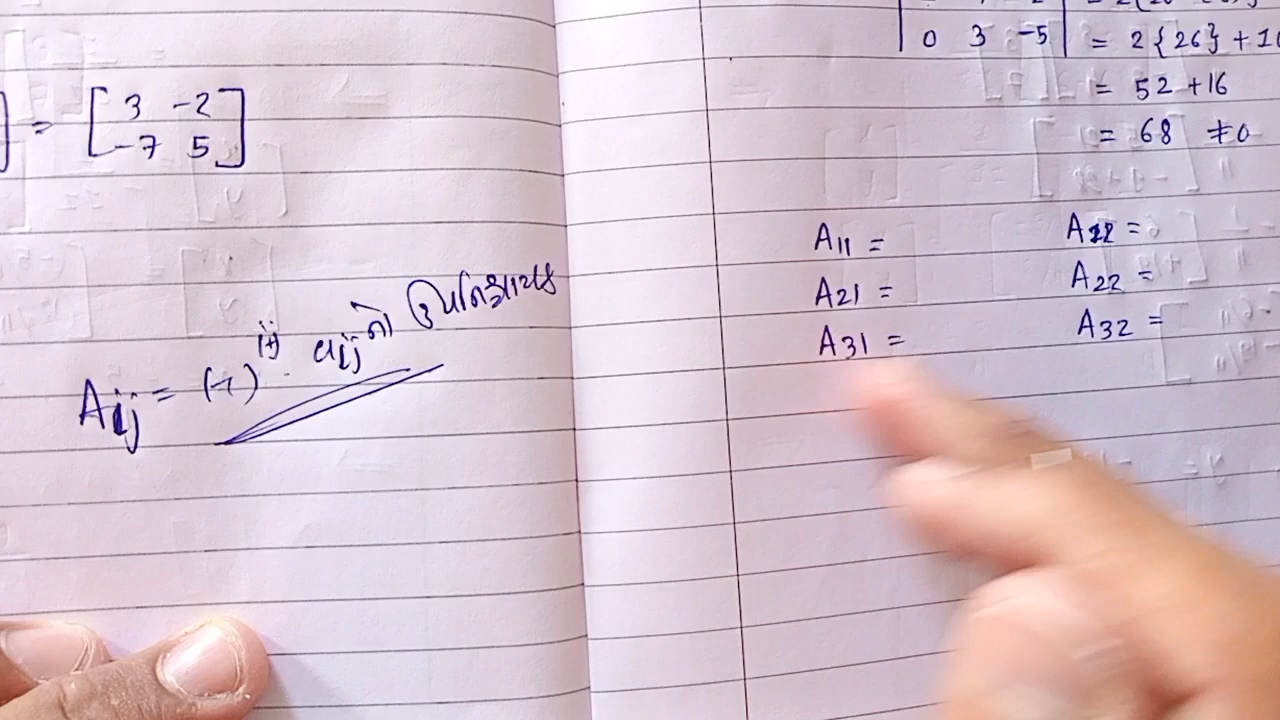 ] = [ 3 -2
-7 5 ]
Aij = (-1)^i+j . aij નો ઉપનિશ્ચાયક
0 3 -5 | = 2{26} + 16
= 52 + 16
= 68 ≠ 0
A11 = A12 =
A21 = A22 =
A31 = A32 =